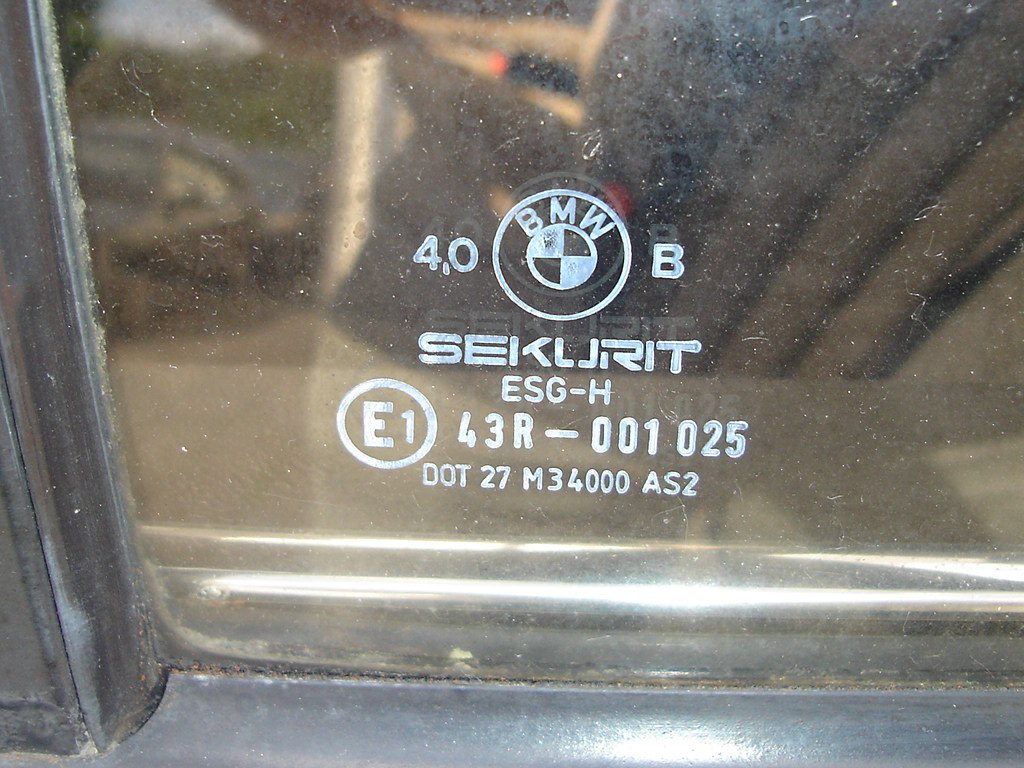 BMW
4,0 B
SEKURIT
ESG-H
E1 43R-001025
DOT 27 M34000 AS2